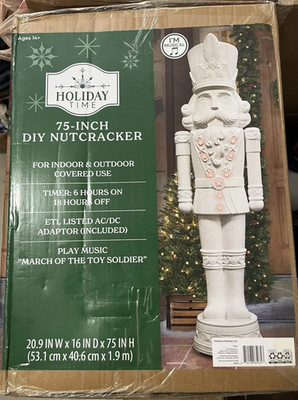 Ages 14+
I'M
MUSICAL
HOLIDAY
TIME
75-INCH
DIY NUTCRACKER
FOR INDOOR & OUTDOOR
COVERED USE
TIMER: 6 HOURS ON
18 HOURS OFF
ETL LISTED AC/DC
ADAPTOR (INCLUDED)
PLAY MUSIC
"MARCH OF THE TOY SOLDIER"
20.9 IN W x 16 IN D x 75 IN H
(53.1 cm x 40.6 cm x 1.9 m)